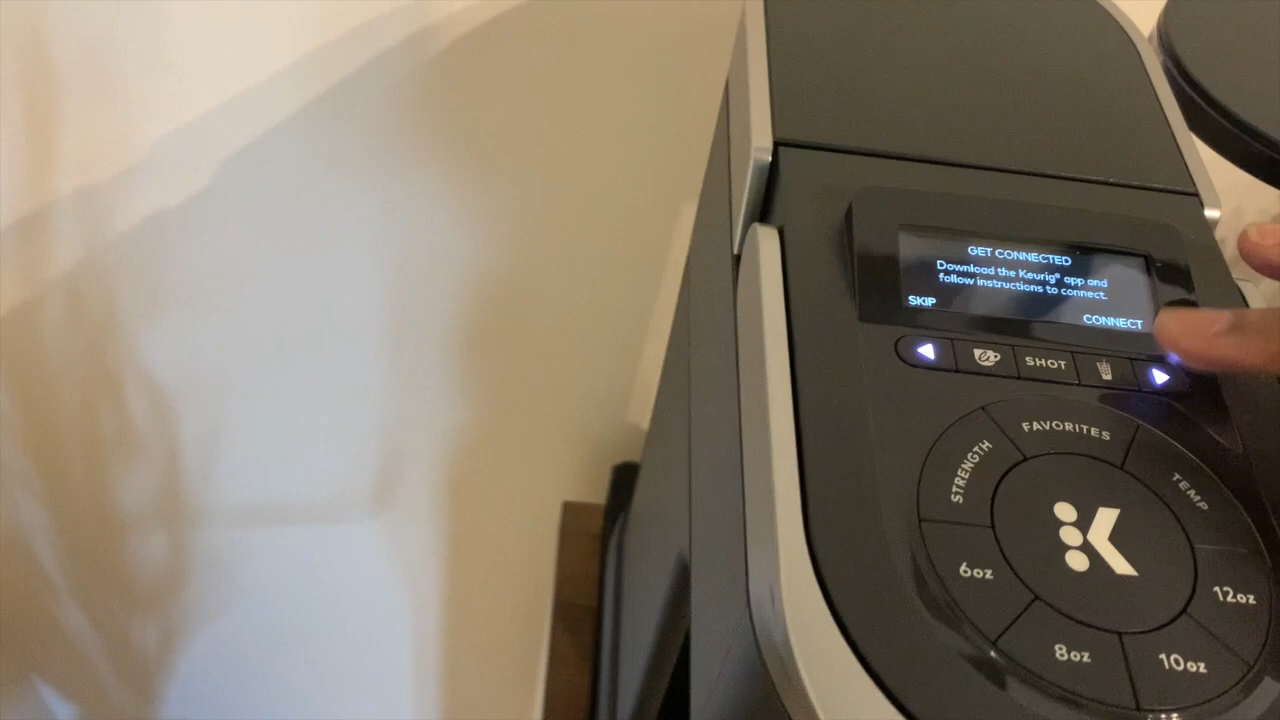 GET CONNECTED
Download the Keurig® app and
follow instructions to connect.
SKIP
CONNECT
SHOT
FAVORITES
STRENGTH
TEMP
6oz
12oz
8oz
10oz